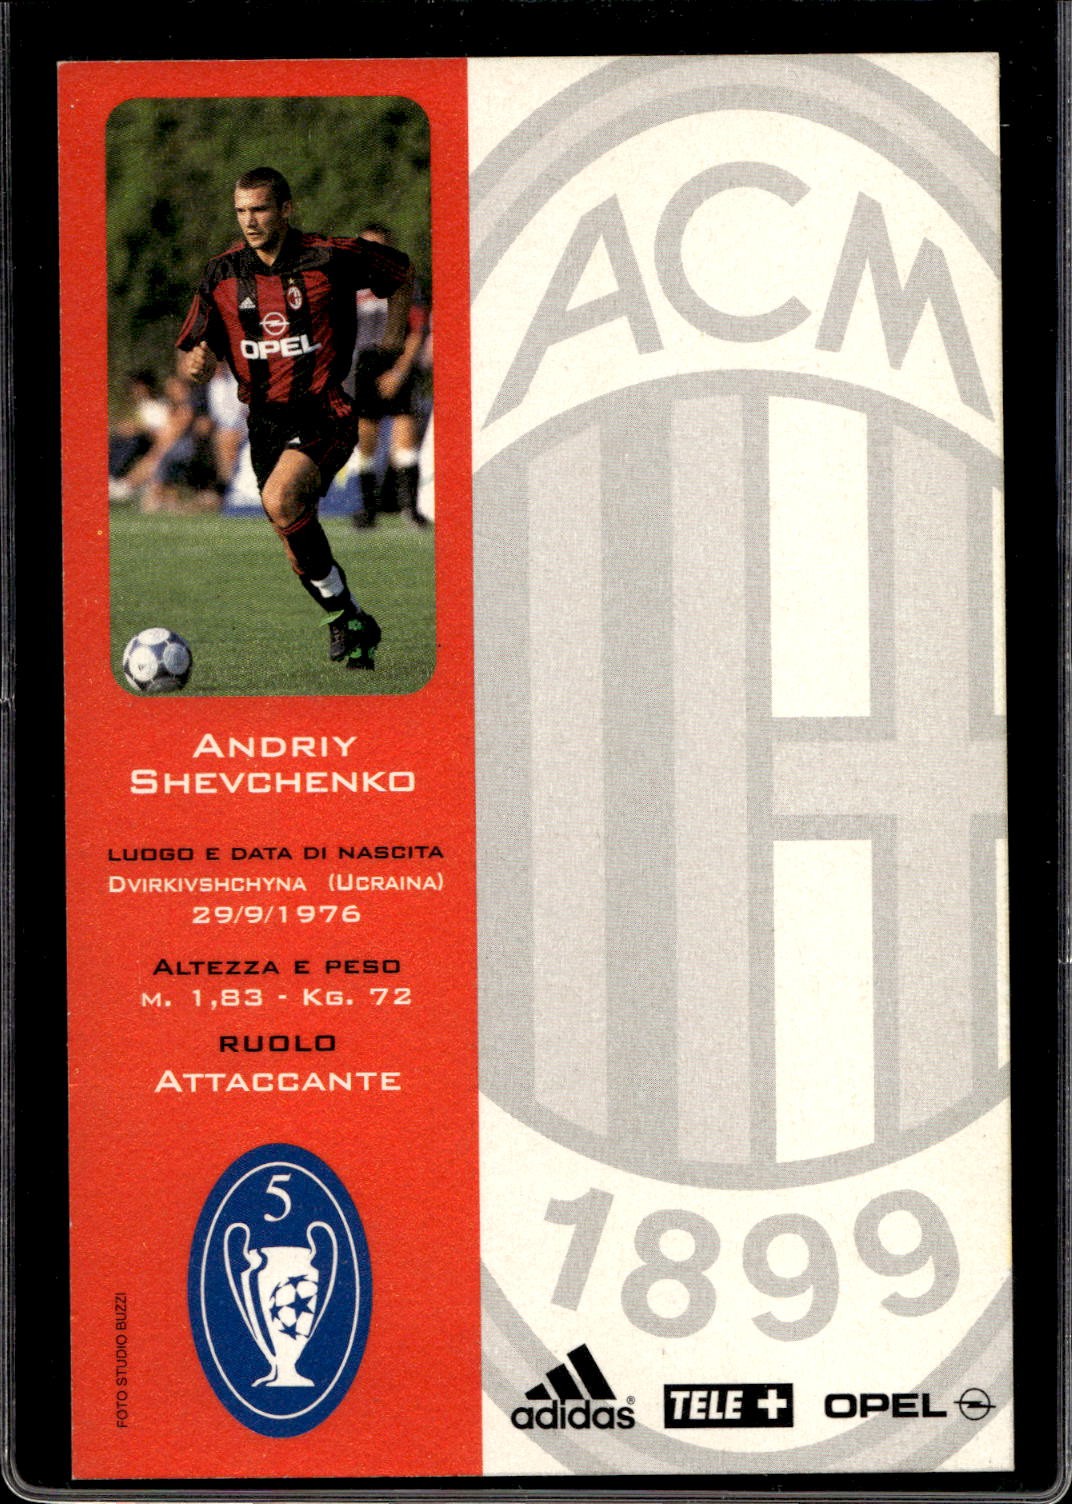 OPEL
ANDRIY
SHEVCHENKO
LUOGO E DATA DI NASCITA
DVIRKIVSHCHYNA (UCRAINA)
29/9/1976
ALTEZZA E PESO
M. 1,83 - KG. 72
RUOLO
ATTACCANTE
5
FOTO STUDIO BUZZI
ACM
1899
adidas®
TELE +
OPEL